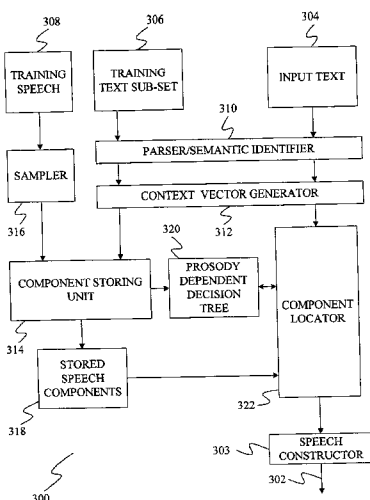 308
306
304
TRAINING
SPEECH
TRAINING
TEXT SUB-SET
INPUT TEXT
310
PARSER/SEMANTIC IDENTIFIER
SAMPLER
CONTEXT VECTOR GENERATOR
316
320
312
COMPONENT STORING
UNIT
PROSODY
DEPENDENT
DECISION
TREE
COMPONENT
LOCATOR
314
STORED
SPEECH
COMPONENTS
318
322
303
SPEECH
CONSTRUCTOR
302
300